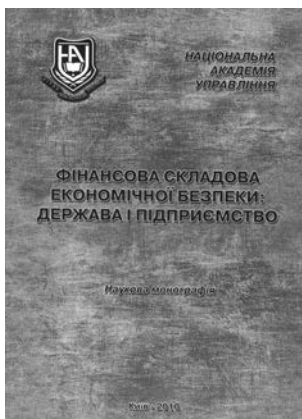 НАЦІОНАЛЬНА
АКАДЕМІЯ
УПРАВЛІННЯ
ФІНАНСОВА СКЛАДОВА
ЕКОНОМІЧНОЇ БЕЗПЕКИ:
ДЕРЖАВА І ПІДПРИЄМСТВО
Наукова монографія
Київ - 2010